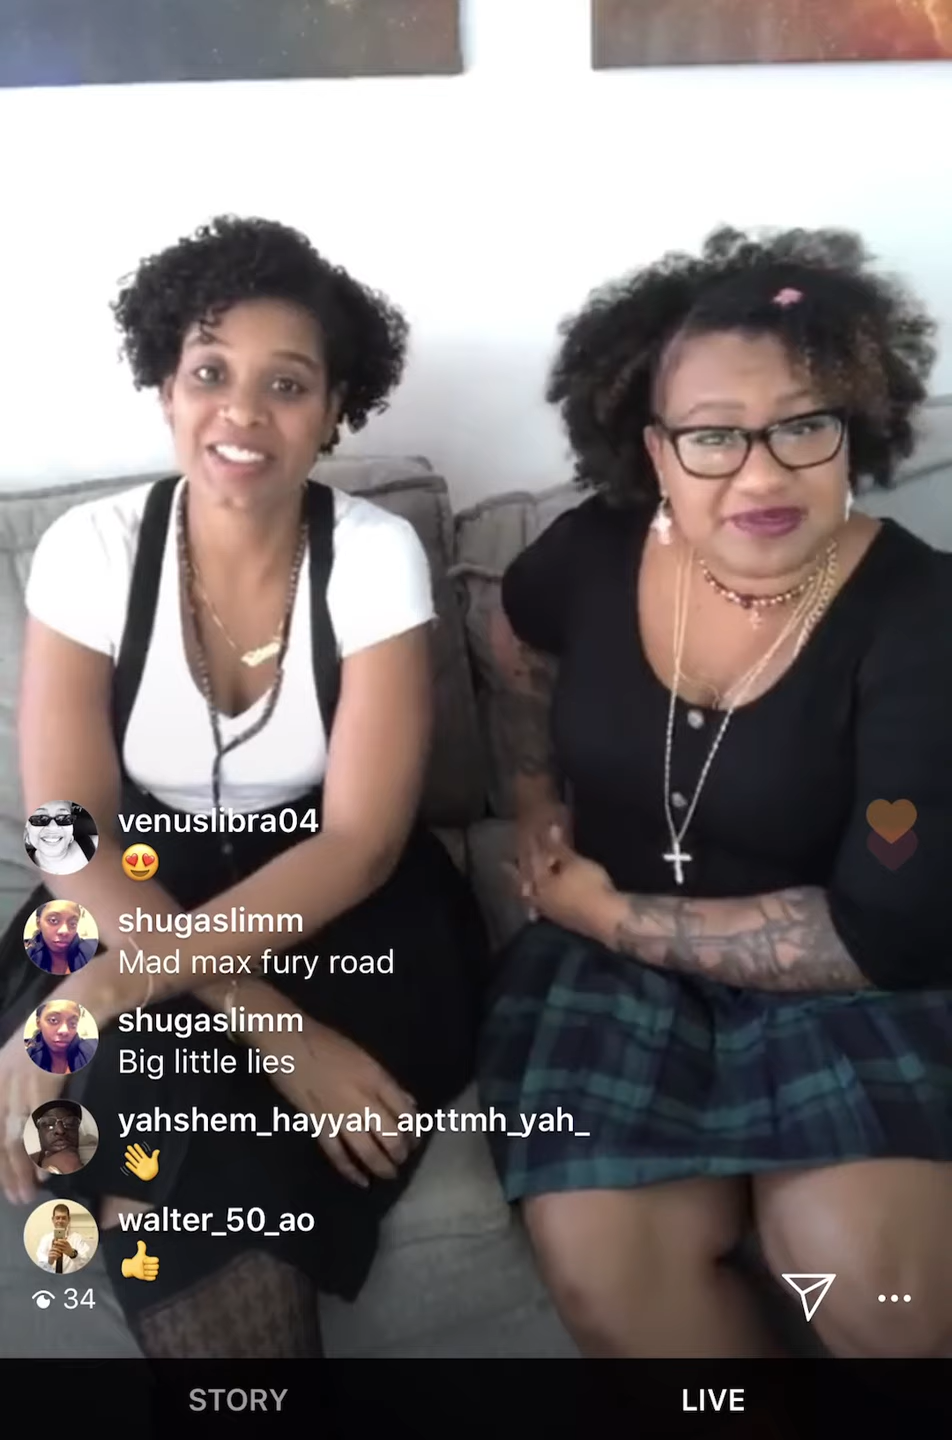 venuslibra04
😍
shugaslimm
Mad max fury road
shugaslimm
Big little lies
yahshem_hayyah_apttmh_yah_
👋
walter_50_ao
👍
34
STORY
LIVE